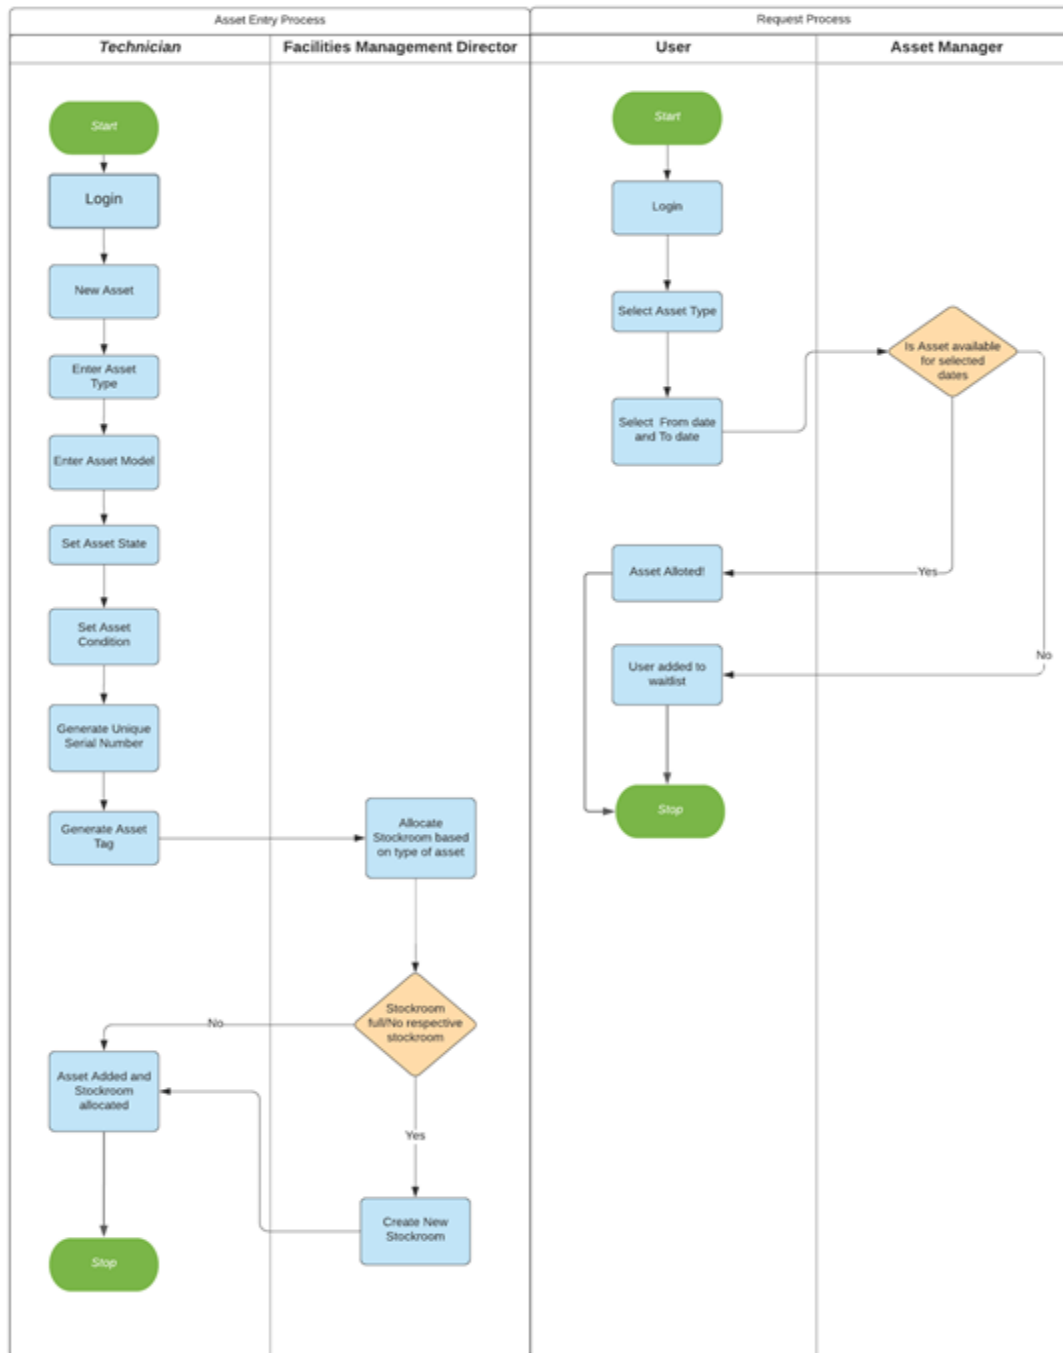 Asset Entry Process
Request Process
Technician
Facilities Management Director
User
Asset Manager
Start
Login
New Asset
Enter Asset
Type
Enter Asset Model
Set Asset State
Set Asset
Condition
Generate Unique
Serial Number
Generate Asset
Tag
Allocate
Stockroom based
on type of asset
Stockroom
full/No respective
stockroom
No
Yes
Asset Added and
Stockroom
allocated
Create New
Stockroom
Stop
Start
Login
Select Asset Type
Select From date
and To date
Is Asset available
for selected
dates
Yes
No
Asset Alloted!
User added to
waitlist
Stop